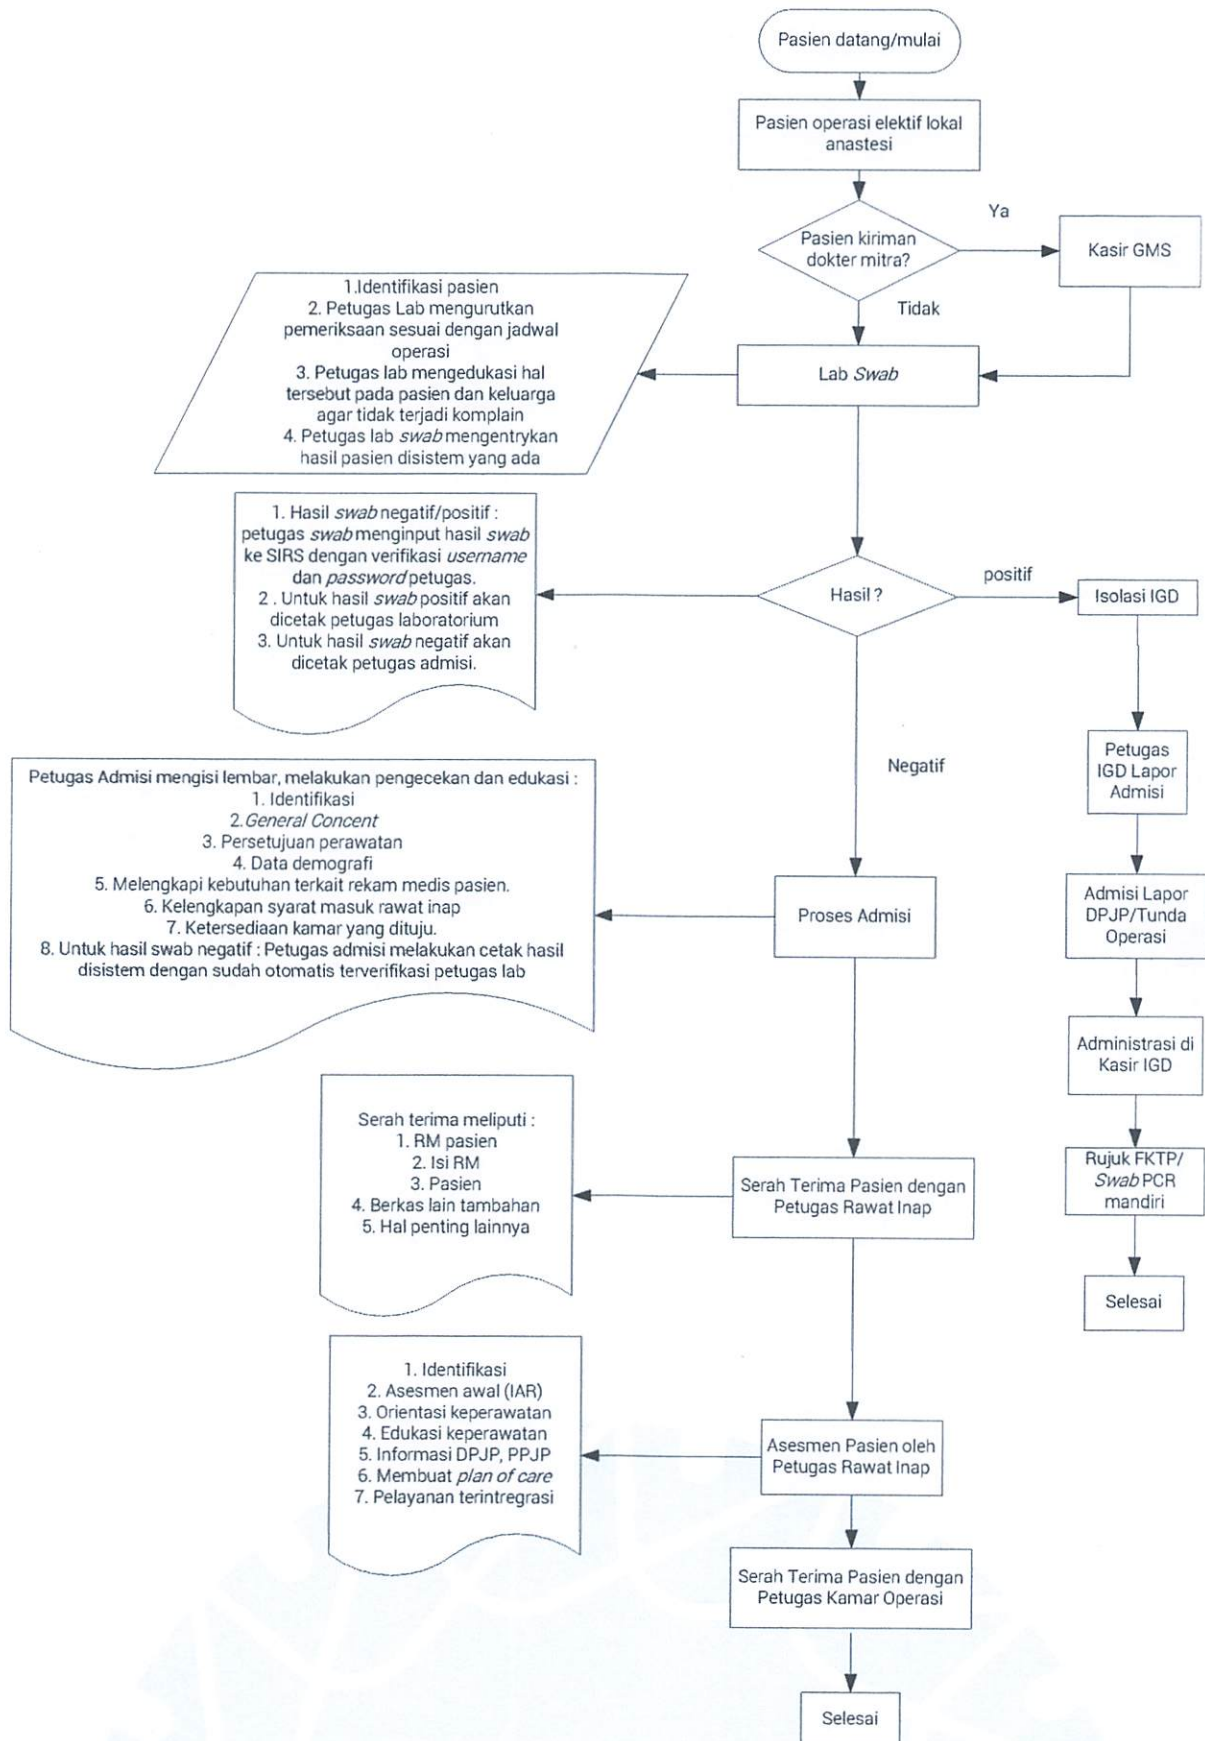 Pasien datang/mulai
Pasien operasi elektif lokal
anastesi
Pasien kiriman
dokter mitra?
Ya
Kasir GMS
Tidak
Lab Swab
1.Identifikasi pasien
2. Petugas Lab mengurutkan
pemeriksaan sesuai dengan jadwal
operasi
3. Petugas lab mengedukasi hal
tersebut pada pasien dan keluarga
agar tidak terjadi komplain
4. Petugas lab swab mengentrykan
hasil pasien disistem yang ada
1. Hasil swab negatif/positif :
petugas swab menginput hasil swab
ke SIRS dengan verifikasi username
dan password petugas.
2 . Untuk hasil swab positif akan
dicetak petugas laboratorium
3. Untuk hasil swab negatif akan
dicetak petugas admisi.
Hasil ?
positif
Isolasi IGD
Negatif
Petugas
IGD Lapor
Admisi
Admisi Lapor
DPJP/Tunda
Operasi
Administrasi di
Kasir IGD
Rujuk FKTP/
Swab PCR
mandiri
Selesai
Petugas Admisi mengisi lembar, melakukan pengecekan dan edukasi :
1. Identifikasi
2.General Concent
3. Persetujuan perawatan
4. Data demografi
5. Melengkapi kebutuhan terkait rekam medis pasien.
6. Kelengkapan syarat masuk rawat inap
7. Ketersediaan kamar yang dituju.
8. Untuk hasil swab negatif : Petugas admisi melakukan cetak hasil
disistem dengan sudah otomatis terverifikasi petugas lab
Proses Admisi
Serah terima meliputi :
1. RM pasien
2. Isi RM
3. Pasien
4. Berkas lain tambahan
5. Hal penting lainnya
Serah Terima Pasien dengan
Petugas Rawat Inap
1. Identifikasi
2. Asesmen awal (IAR)
3. Orientasi keperawatan
4. Edukasi keperawatan
5. Informasi DPJP, PPJP
6. Membuat plan of care
7. Pelayanan terintregrasi
Asesmen Pasien oleh
Petugas Rawat Inap
Serah Terima Pasien dengan
Petugas Kamar Operasi
Selesai